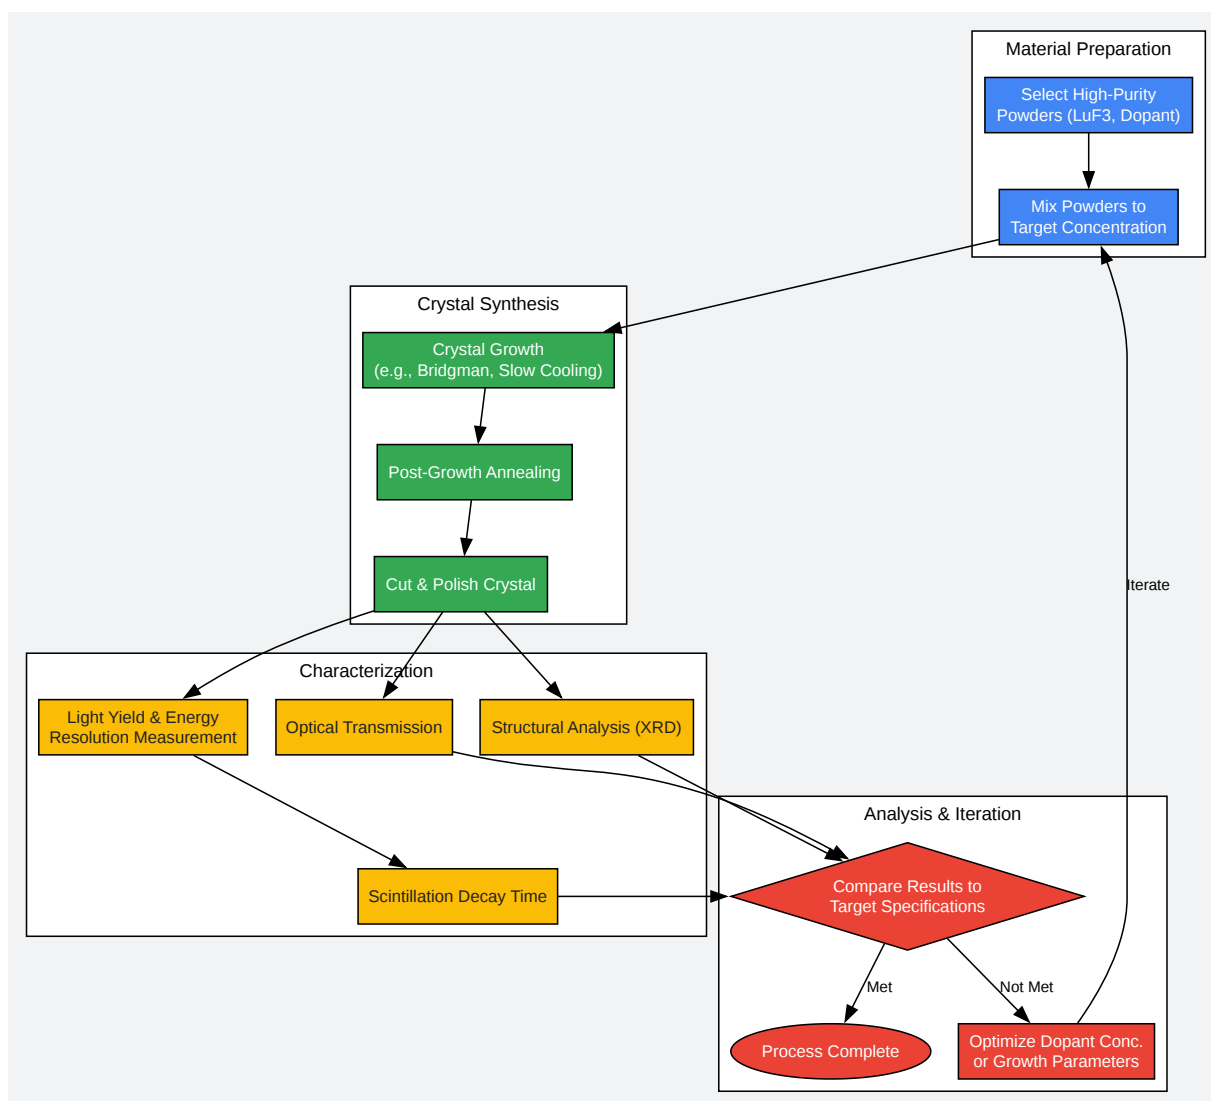 Material Preparation
Select High-Purity
Powders (LuF3, Dopant)
Mix Powders to
Target Concentration
Crystal Synthesis
Crystal Growth
(e.g., Bridgman, Slow Cooling)
Post-Growth Annealing
Cut & Polish Crystal
Iterate
Characterization
Light Yield & Energy
Resolution Measurement
Optical Transmission
Structural Analysis (XRD)
Scintillation Decay Time
Analysis & Iteration
Compare Results to
Target Specifications
Met
Not Met
Process Complete
Optimize Dopant Conc.
or Growth Parameters